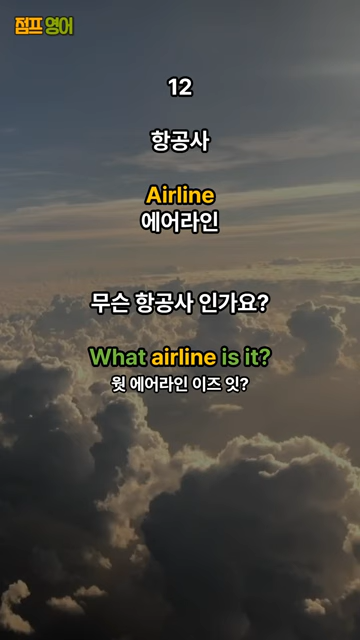 점프 영어
12
항공사
Airline
에어라인
무슨 항공사 인가요?
What airline is it?
왓 에어라인 이즈 잇?